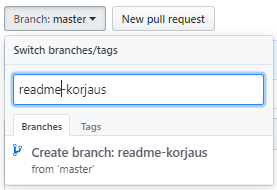 Branch: master
New pull request
Switch branches/tags
readme-korjaus
Branches
Tags
Create branch: readme-korjaus
from 'master'